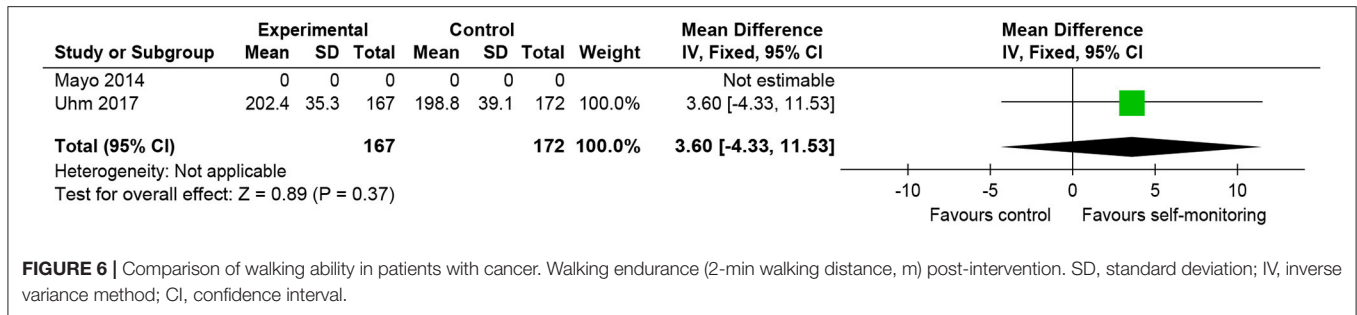 Experimental Control Mean Difference Mean Difference
Study or Subgroup Mean SD Total Mean SD Total Weight IV, Fixed, 95% CI IV, Fixed, 95% CI
Mayo 2014 0 0 0 0 0 0 Not estimable
Uhm 2017 202.4 35.3 167 198.8 39.1 172 100.0% 3.60 [-4.33, 11.53]
Total (95% CI) 167 172 100.0% 3.60 [-4.33, 11.53]
Heterogeneity: Not applicable
Test for overall effect: Z = 0.89 (P = 0.37)
-10 -5 0 5 10
Favours control Favours self-monitoring
FIGURE 6 | Comparison of walking ability in patients with cancer. Walking endurance (2-min walking distance, m) post-intervention. SD, standard deviation; IV, inverse
variance method; CI, confidence interval.